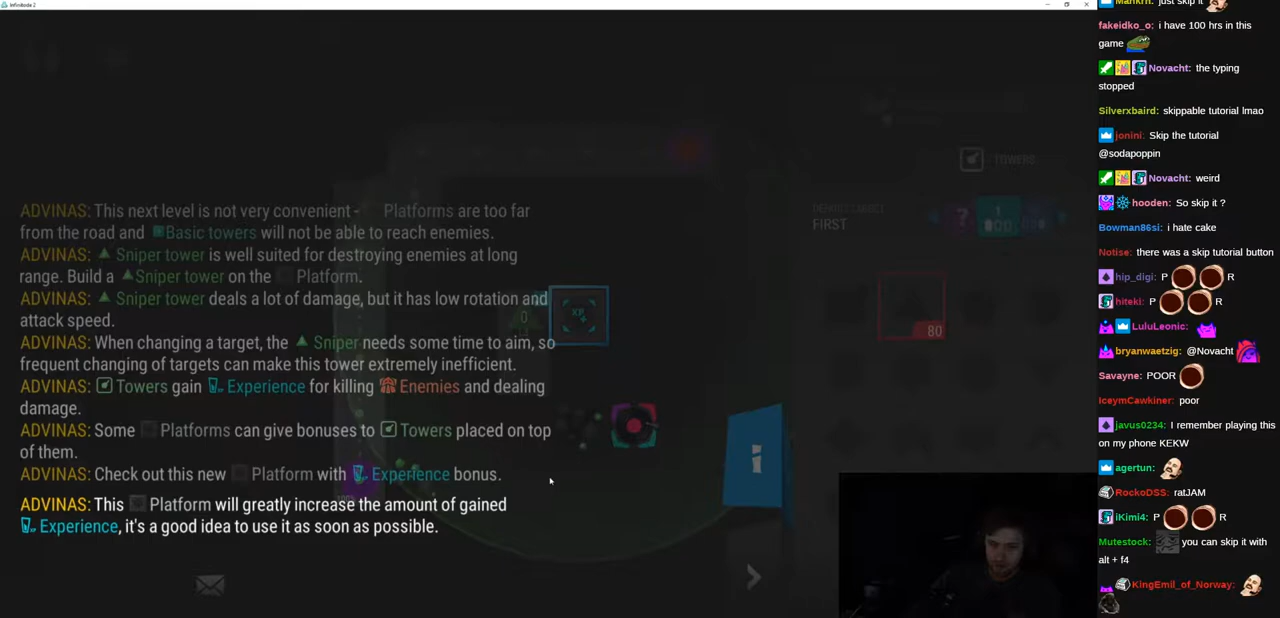 Infinitode 2
ADVINAS: This next level is not very convenient - Platforms are too far
from the road and Basic towers will not be able to reach enemies.
ADVINAS: Sniper tower is well suited for destroying enemies at long
range. Build a Sniper tower on the Platform.
ADVINAS: Sniper tower deals a lot of damage, but it has low rotation and
attack speed.
ADVINAS: When changing a target, the Sniper needs some time to aim, so
frequent changing of targets can make this tower extremely inefficient.
ADVINAS: Towers gain Experience for killing Enemies and dealing
damage.
ADVINAS: Some Platforms can give bonuses to Towers placed on top
of them.
ADVINAS: Check out this new Platform with Experience bonus.
ADVINAS: This Platform will greatly increase the amount of gained
Experience, it's a good idea to use it as soon as possible.
0
XP
TOWERS
FIRST
?
1
80
i
just skip it
fakeidko_o: i have 100 hrs in this
game
Novacht: the typing
stopped
Silverxbaird: skippable tutorial lmao
jonini: Skip the tutorial
@sodapoppin
Novacht: weird
hooden: So skip it ?
Bowman86si: i hate cake
Notise: there was a skip tutorial button
hip_digi: P R
hiteki: P R
LuluLeonic:
bryanwaetzig: @Novacht
Savayne: POOR
IceymCawkiner: poor
javus0234: I remember playing this
on my phone KEKW
agertun:
RockoDSS: ratJAM
iKimi4: P R
Mutestock: you can skip it with
alt + f4
KingEmil_of_Norway: